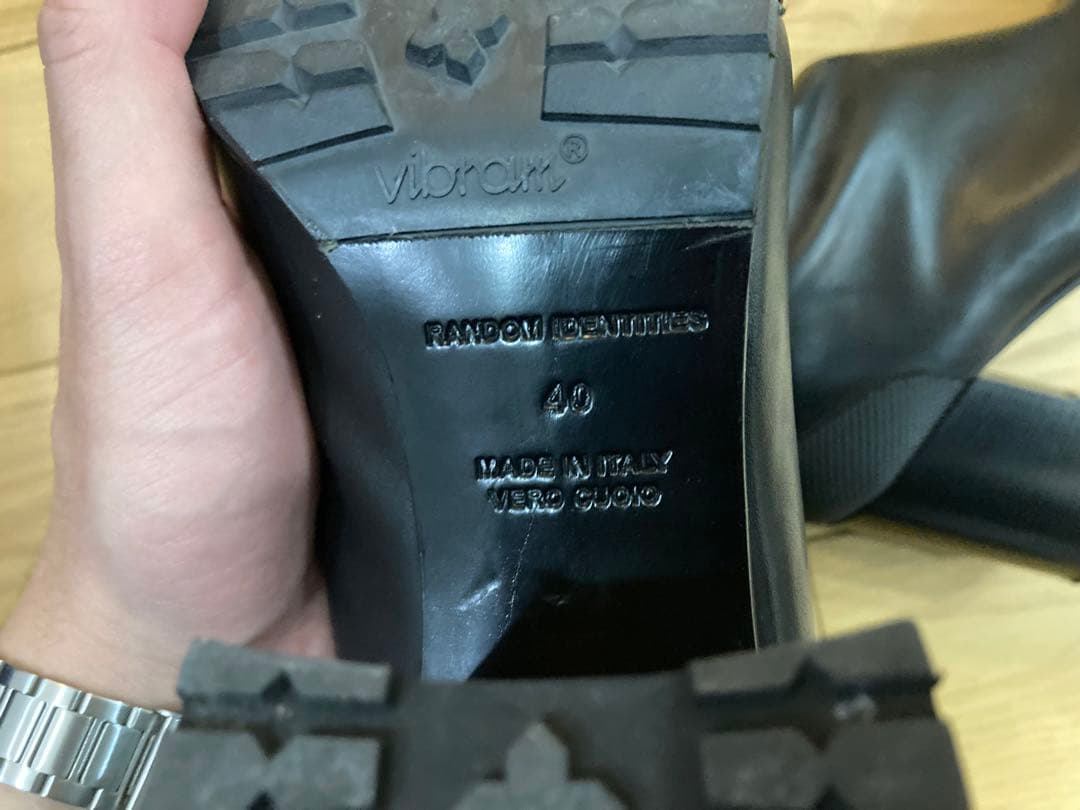 vibram®
RANDOM IDENTITIES
40
MADE IN ITALY
VERO CUOIO